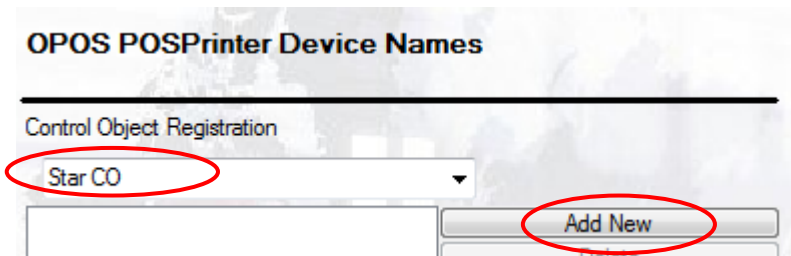 OPOS POSPrinter Device Names
Control Object Registration
Star CO
Add New